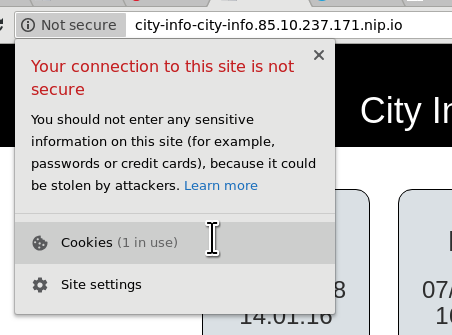 Not secure city-info-city-info.85.10.237.171.nip.io
Your connection to this site is not
secure
City I
You should not enter any sensitive
information on this site (for example,
passwords or credit cards), because it could
be stolen by attackers. Learn more
Cookies (1 in use)
Site settings
8
07/
14.01.16